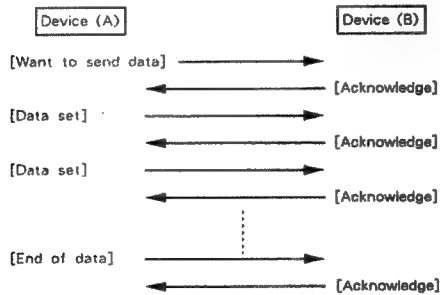 Device (A) Device (B)
[Want to send data]
[Acknowledge]
[Data set]
[Acknowledge]
[Data set]
[Acknowledge]
[End of data]
[Acknowledge]